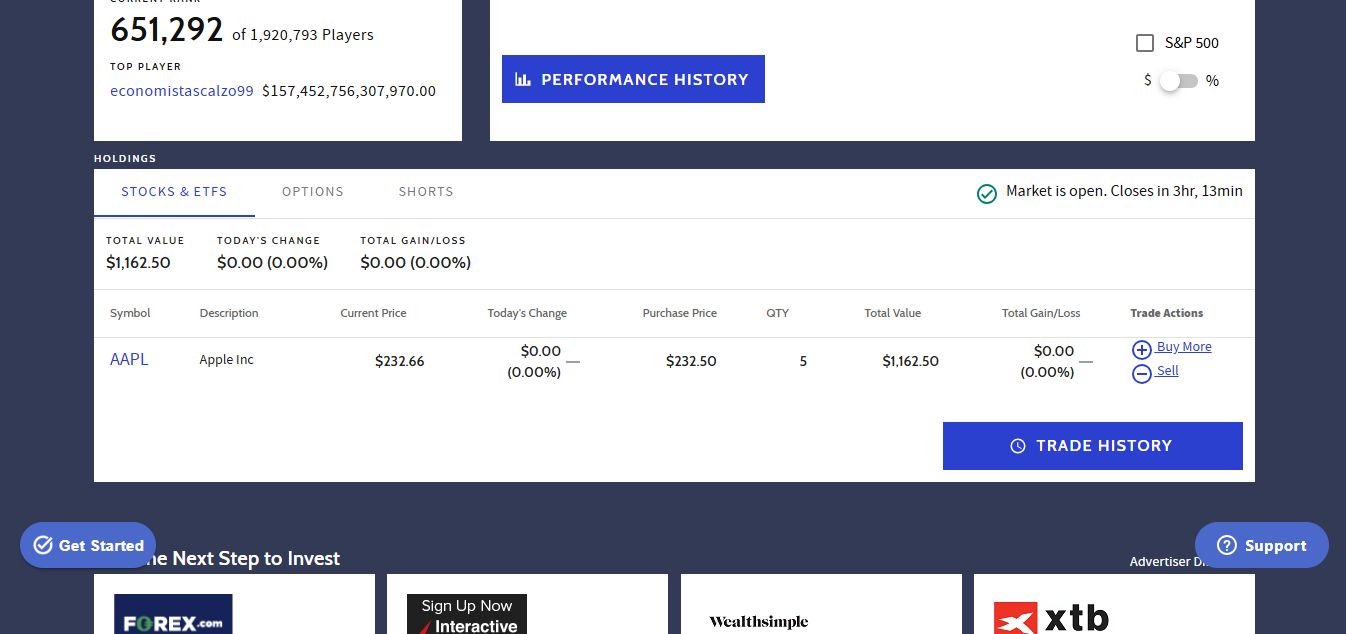 CURRENT RANK
651,292 of 1,920,793 Players
TOP PLAYER
economistascalzo99 $157,452,756,307,970.00
PERFORMANCE HISTORY
S&P 500
$ %
HOLDINGS
STOCKS & ETFS OPTIONS SHORTS
Market is open. Closes in 3hr, 13min
TOTAL VALUE TODAY'S CHANGE TOTAL GAIN/LOSS
$1,162.50 $0.00 (0.00%) $0.00 (0.00%)
Symbol Description Current Price Today's Change Purchase Price QTY Total Value Total Gain/Loss Trade Actions
AAPL Apple Inc $232.66 $0.00 (0.00%) $232.50 5 $1,162.50 $0.00 (0.00%) Buy More
Sell
TRADE HISTORY
Get Started
Next Step to Invest
Advertiser
Support
FOREX.com
Sign Up Now
Interactive
Wealthsimple
xtb